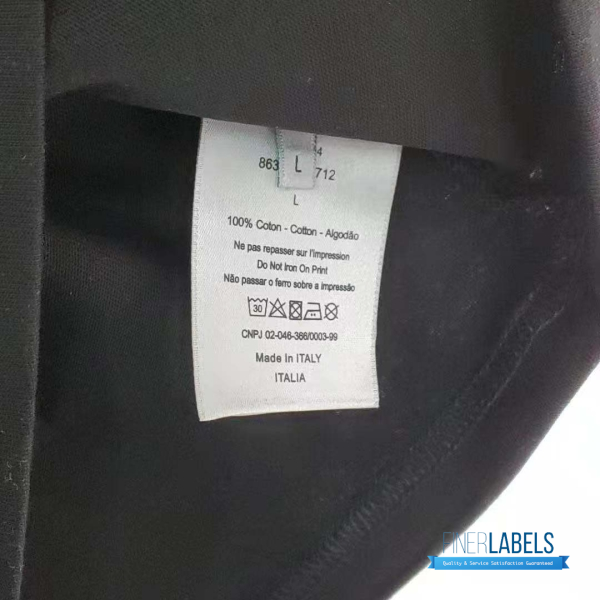 4
863 L 712
L
100% Coton - Cotton - Algodão
Ne pas repasser sur l'Impression
Do Not Iron On Print
Não passar o ferro sobre a impressão
30
CNPJ 02-046-366/0003-99
Made In ITALY
ITALIA
FINERLABELS
Quality & Service Satisfaction Guaranteed